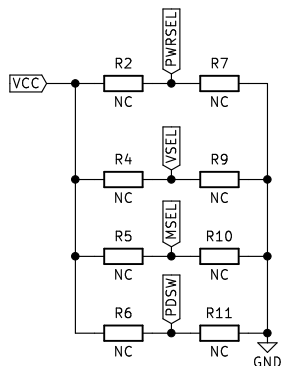 PWRSEL
R2 R7
VCC
NC NC
VSEL
R4 R9
NC NC
MSEL
R5 R10
NC NC
PDSW
R6 R11
NC NC
GND